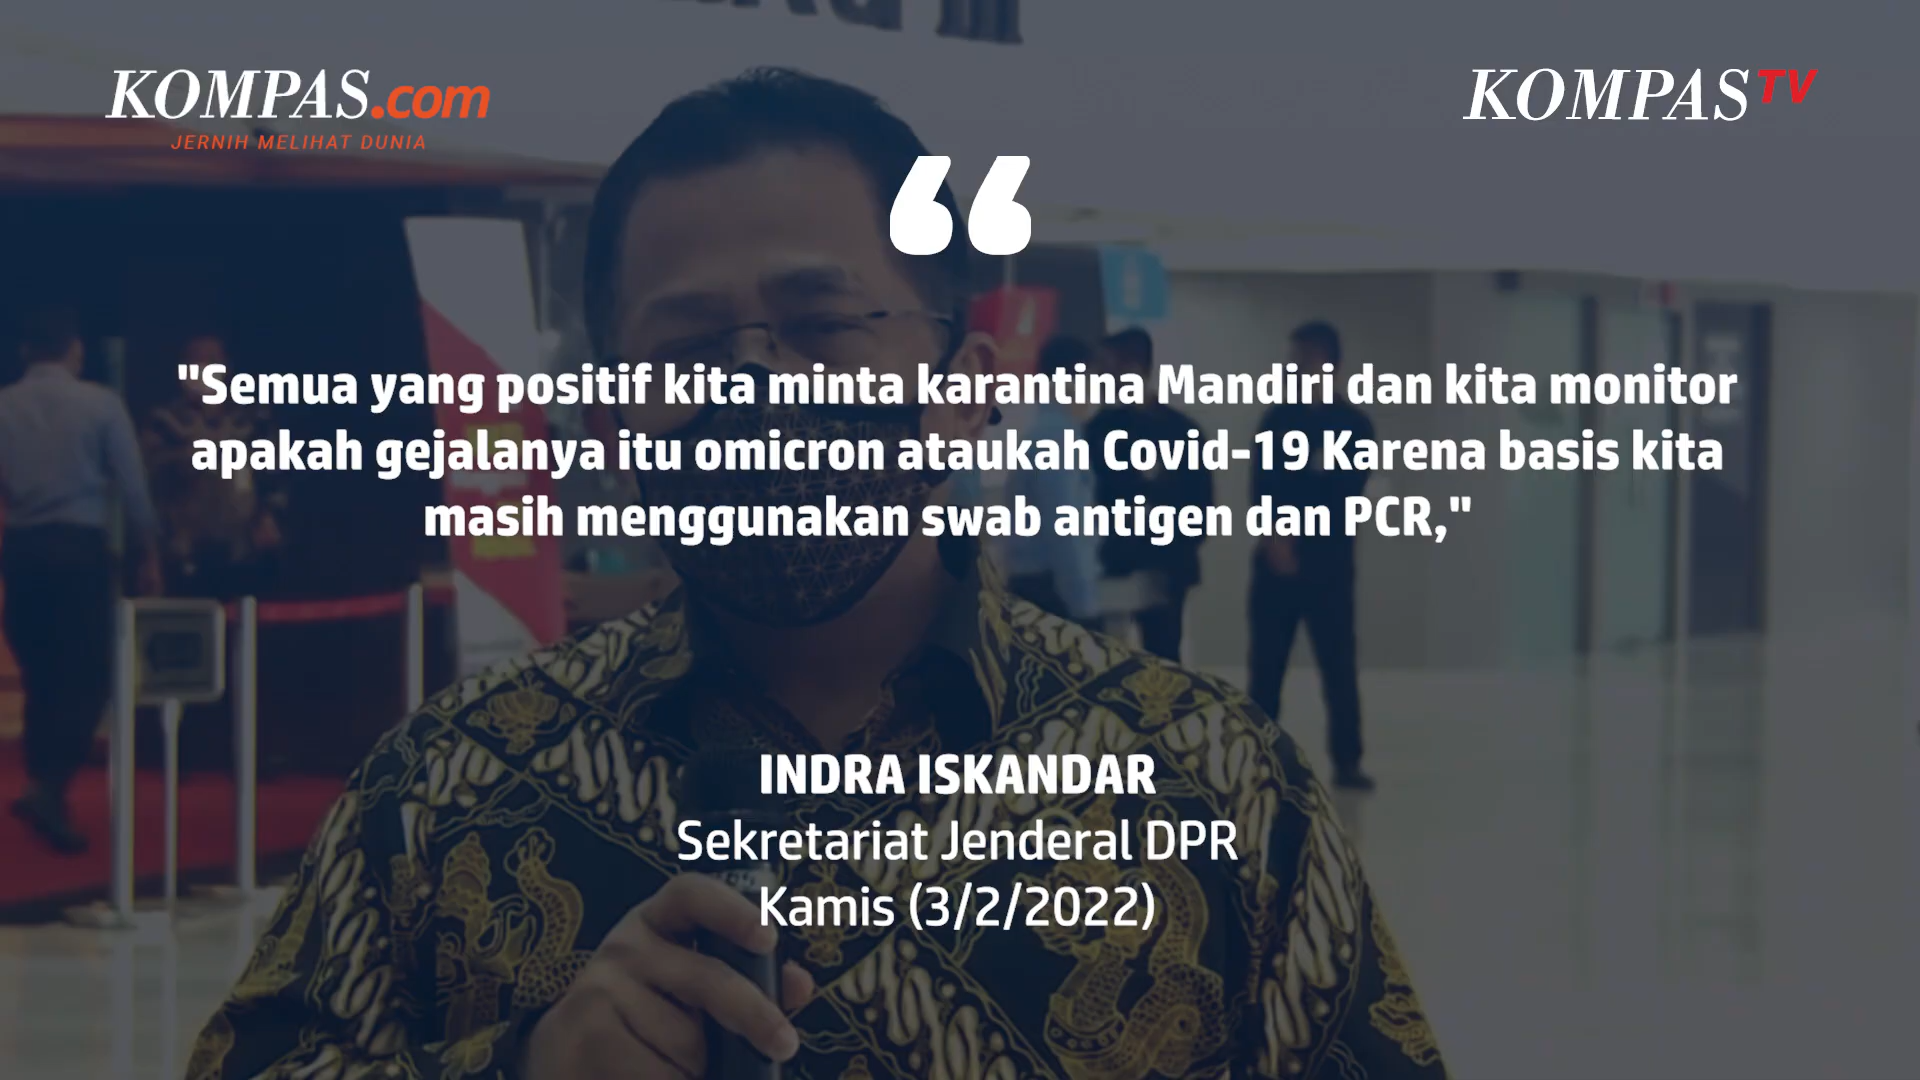 KOMPAS.com
JERNIH MELIHAT DUNIA
KOMPAS TV
"Semua yang positif kita minta karantina Mandiri dan kita monitor
apakah gejalanya itu omicron ataukah Covid-19 Karena basis kita
masih menggunakan swab antigen dan PCR,"
INDRA ISKANDAR
Sekretariat Jenderal DPR
Kamis (3/2/2022)